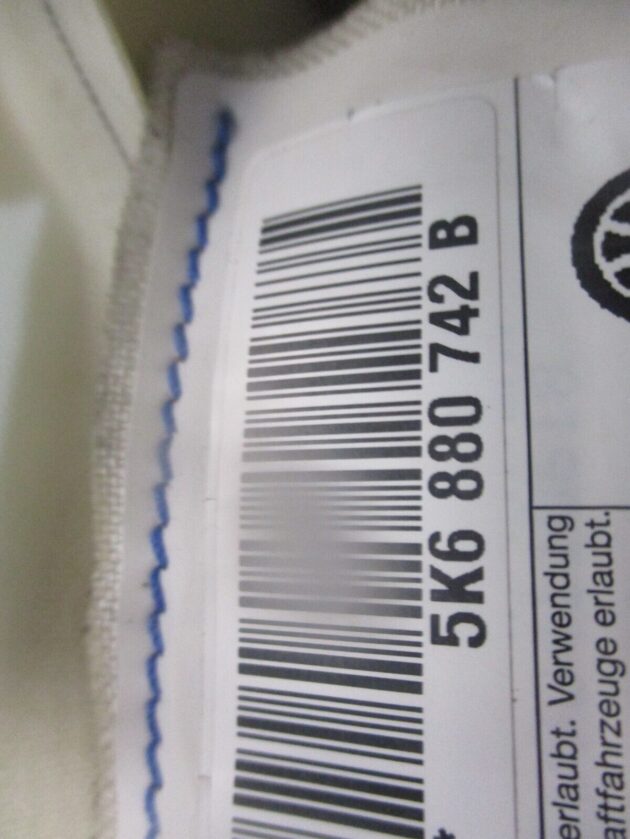 5K6 880 742 B
*
erlaubt. Verwendung
aftfahrzeuge erlaubt.